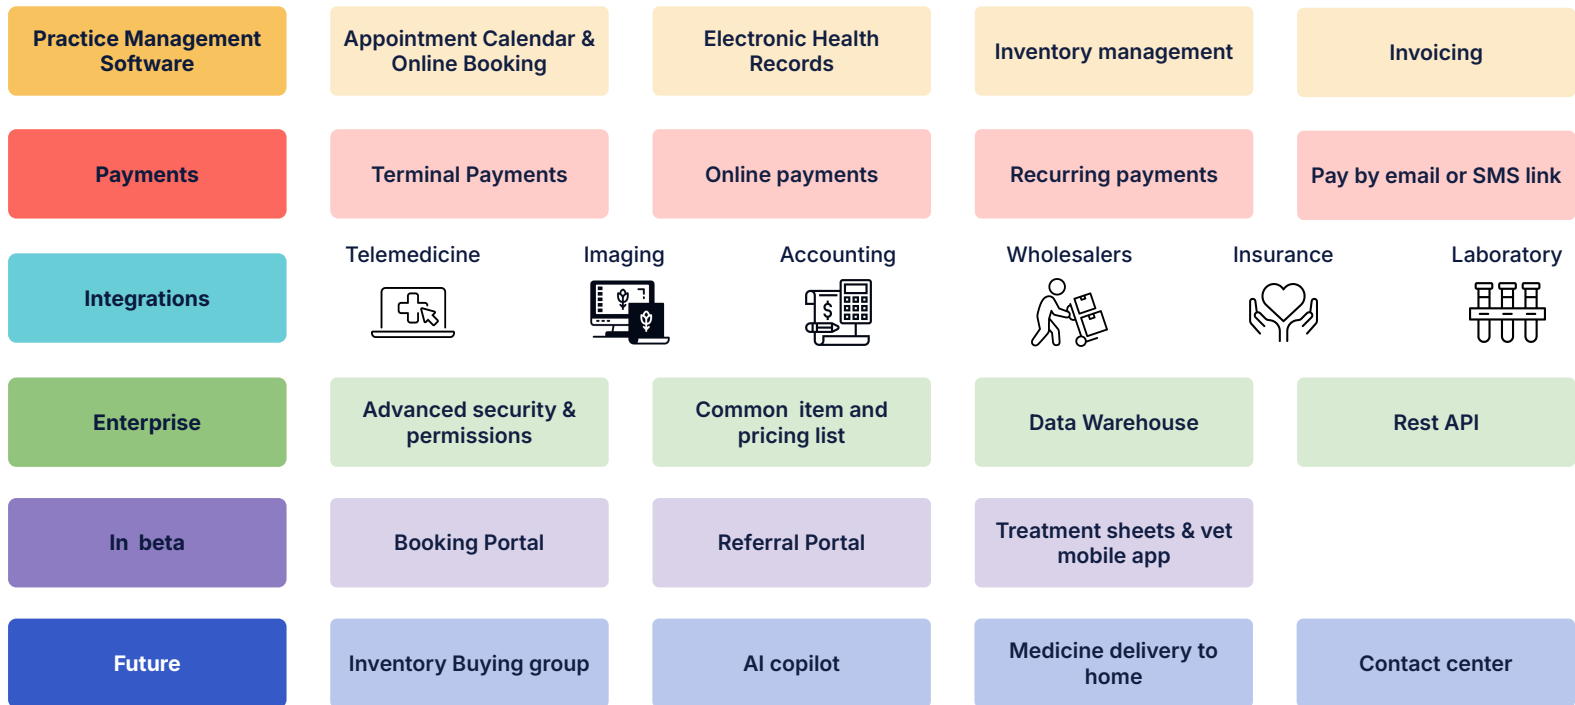 Practice Management
Software
Appointment Calendar &
Online Booking
Electronic Health
Records
Inventory management
Invoicing
Payments
Terminal Payments
Online payments
Recurring payments
Pay by email or SMS link
Integrations
Telemedicine
Imaging
Accounting
$
Wholesalers
Insurance
Laboratory
Enterprise
Advanced security &
permissions
Common item and
pricing list
Data Warehouse
Rest API
In beta
Booking Portal
Referral Portal
Treatment sheets & vet
mobile app
Future
Inventory Buying group
AI copilot
Medicine delivery to
home
Contact center